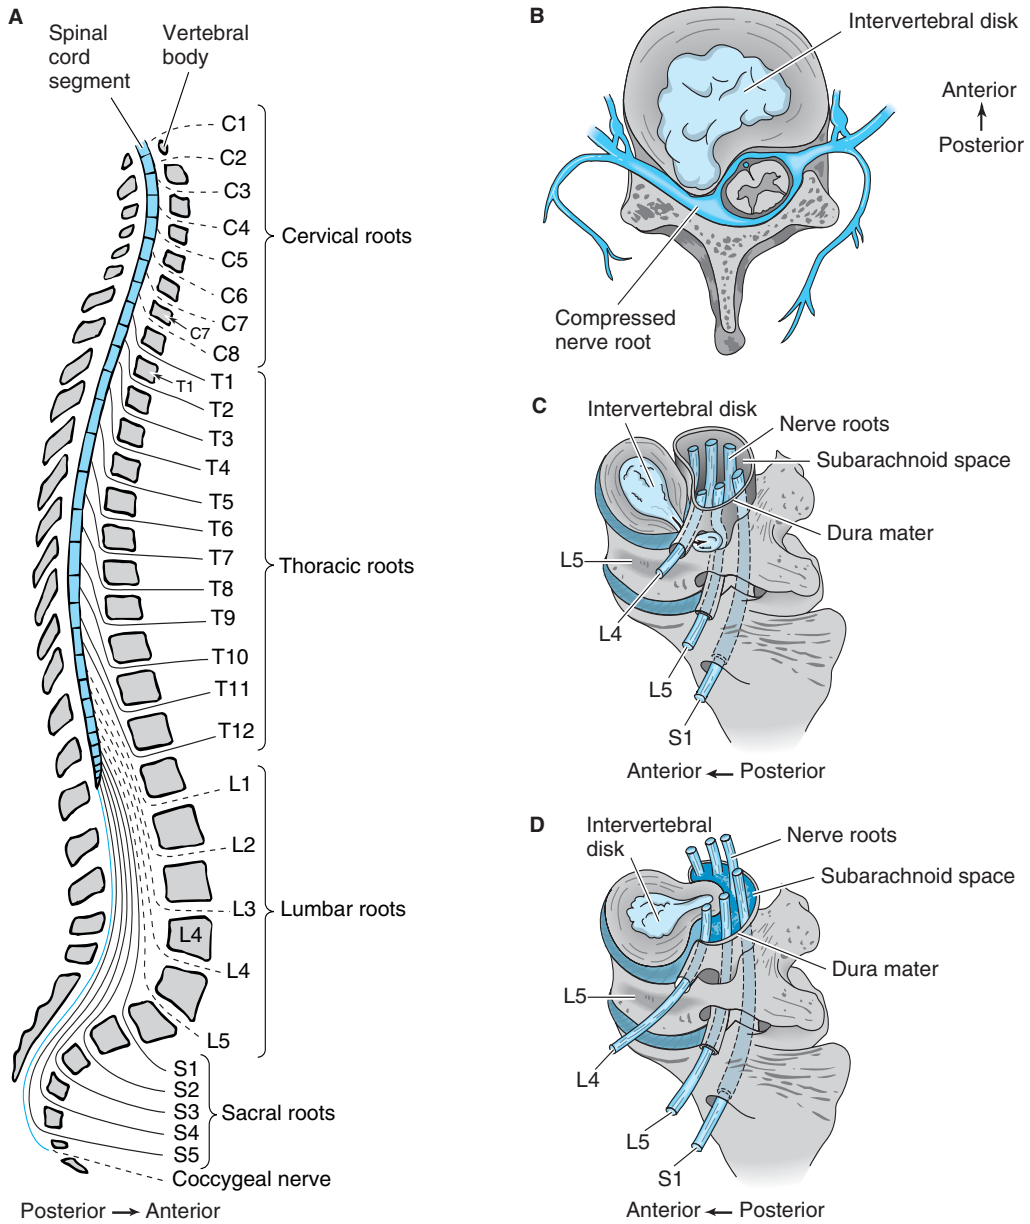 A
Spinal
cord
segment
Vertebral
body
C1
C2
C3
C4
C5
C6
C7
C7
C8
Cervical roots
T1
T1
T2
T3
T4
T5
T6
T7
T8
T9
T10
T11
T12
Thoracic roots
L1
L2
L3
L4
L4
L5
Lumbar roots
S1
S2
S3
S4
S5
Sacral roots
Coccygeal nerve
Posterior → Anterior
B
Intervertebral disk
Anterior
Posterior
Compressed
nerve root
C
Intervertebral disk
Nerve roots
Subarachnoid space
Dura mater
L5
L4
L5
S1
Anterior ← Posterior
D
Intervertebral
disk
Nerve roots
Subarachnoid space
Dura mater
L5
L4
L5
S1
Anterior ← Posterior